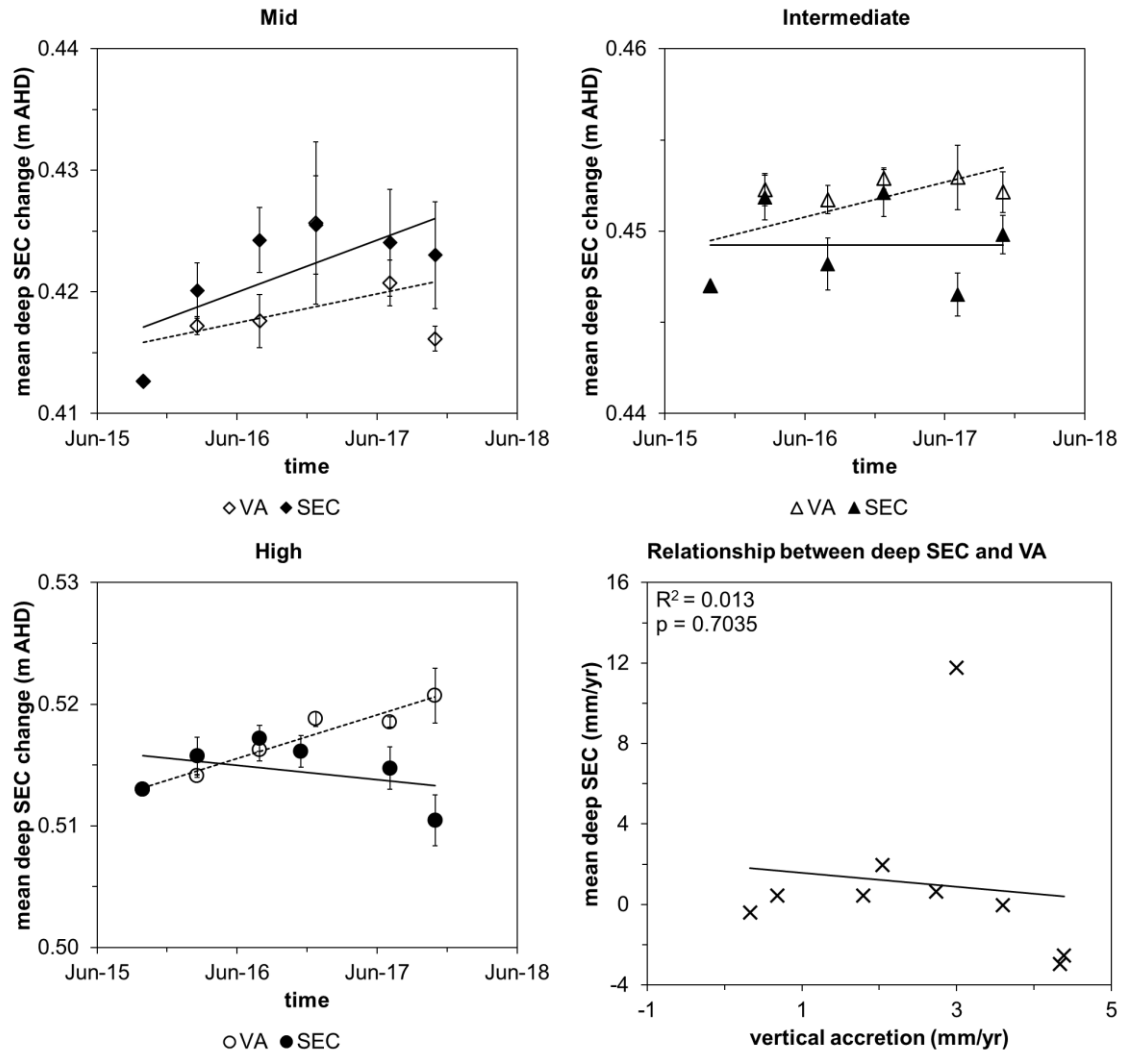 Mid
mean deep SEC change (m AHD)
0.44
0.43
0.42
0.41
Jun-15 Jun-16 Jun-17 Jun-18
time
VA SEC
Intermediate
mean deep SEC change (m AHD)
0.46
0.45
0.44
Jun-15 Jun-16 Jun-17 Jun-18
time
VA SEC
High
mean deep SEC change (m AHD)
0.53
0.52
0.51
0.50
Jun-15 Jun-16 Jun-17 Jun-18
time
VA SEC
Relationship between deep SEC and VA
R² = 0.013
p = 0.7035
mean deep SEC (mm/yr)
16
12
8
4
0
-4
-1 1 3 5
vertical accretion (mm/yr)